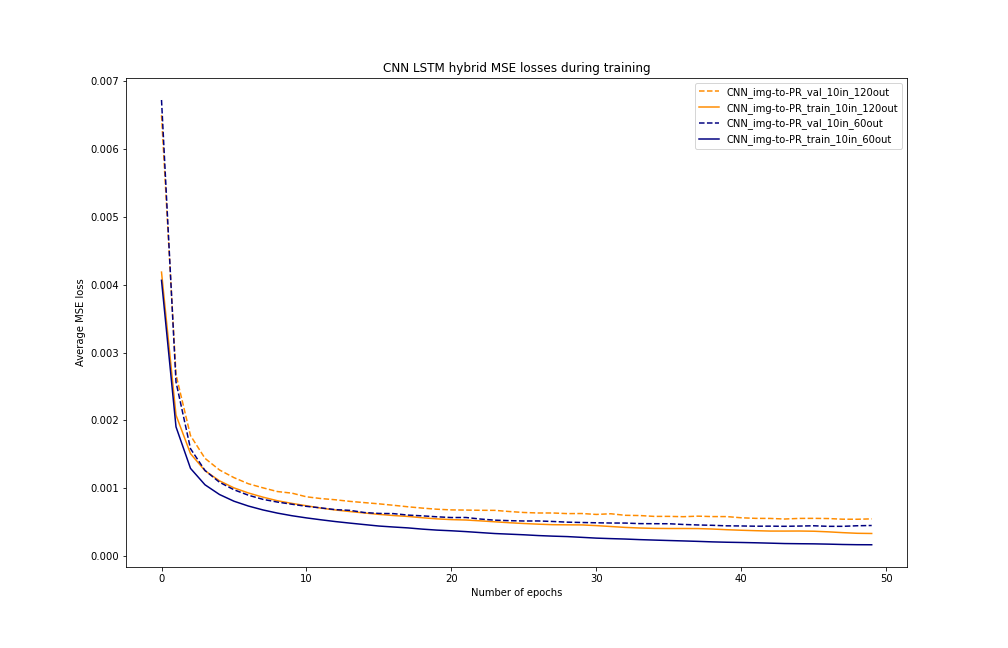 CNN LSTM hybrid MSE losses during training
0.007
0.006
0.005
0.004
0.003
0.002
0.001
0.000
Average MSE loss
CNN_img-to-PR_val_10in_120out
CNN_img-to-PR_train_10in_120out
CNN_img-to-PR_val_10in_60out
CNN_img-to-PR_train_10in_60out
0 10 20 30 40 50
Number of epochs